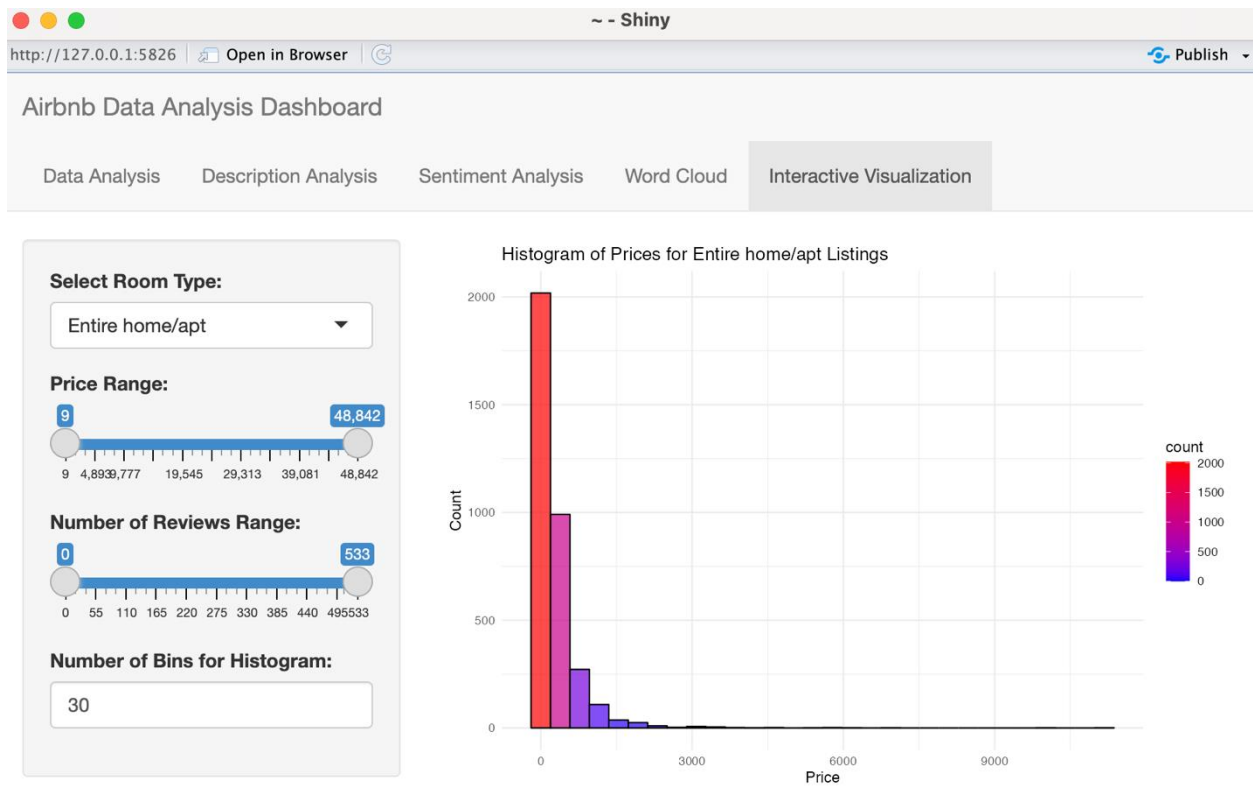 ~ - Shiny
http://127.0.0.1:5826 Open in Browser Publish
Airbnb Data Analysis Dashboard
Data Analysis Description Analysis Sentiment Analysis Word Cloud Interactive Visualization
Select Room Type:
Entire home/apt
Price Range:
9 48,842
9 4,893 9,777 19,545 29,313 39,081 48,842
Number of Reviews Range:
0 533
0 55 110 165 220 275 330 385 440 495 533
Number of Bins for Histogram:
30
Histogram of Prices for Entire home/apt Listings
Count
2000
1500
1000
500
0
0 3000 6000 9000
Price
count
2000
1500
1000
500
0